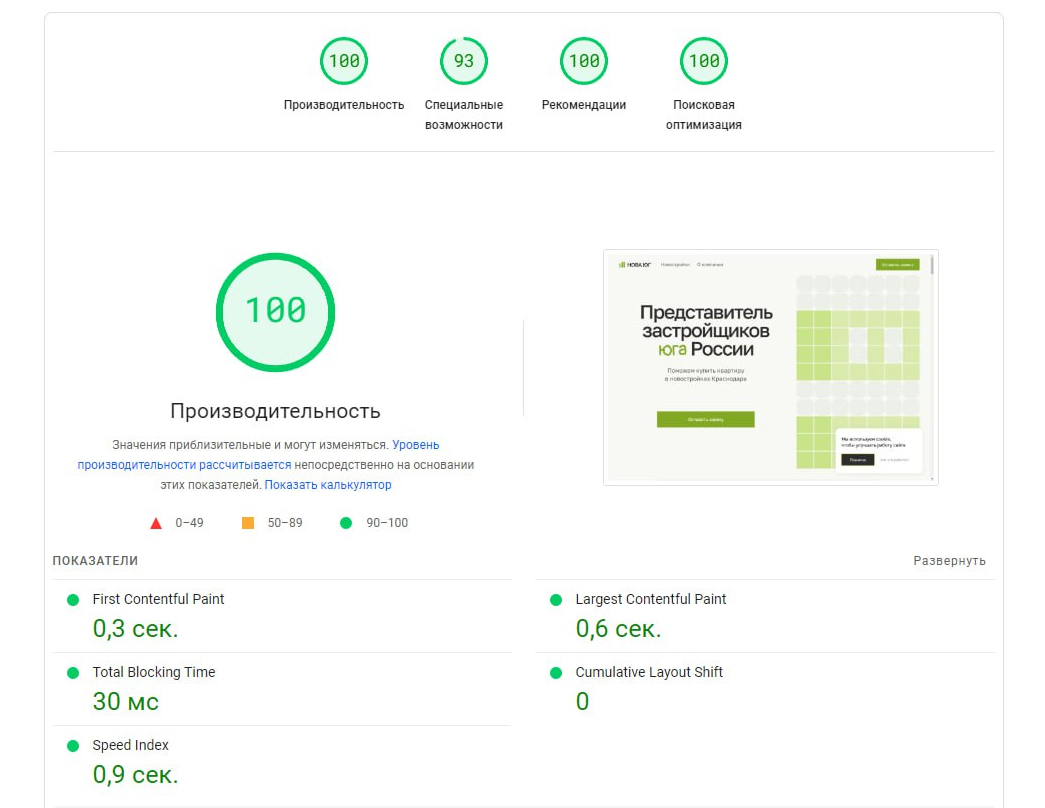 100
93
100
100
Производительность
Специальные
возможности
Рекомендации
Поисковая
оптимизация
100
Производительность
Значения приблизительные и могут изменяться. Уровень
производительности рассчитывается непосредственно на основании
этих показателей. Показать калькулятор
0–49
50–89
90–100
НОВА ЮГ
Новостройки
О компании
Оставить заявку
Представитель
застройщиков
юга России
Поможем купить квартиру
в новостройках Краснодара
Оставить заявку
Мы используем cookie,
чтобы улучшить работу сайта
ПОКАЗАТЕЛИ
Развернуть
First Contentful Paint
0,3 сек.
Largest Contentful Paint
0,6 сек.
Total Blocking Time
30 мс
Cumulative Layout Shift
0
Speed Index
0,9 сек.